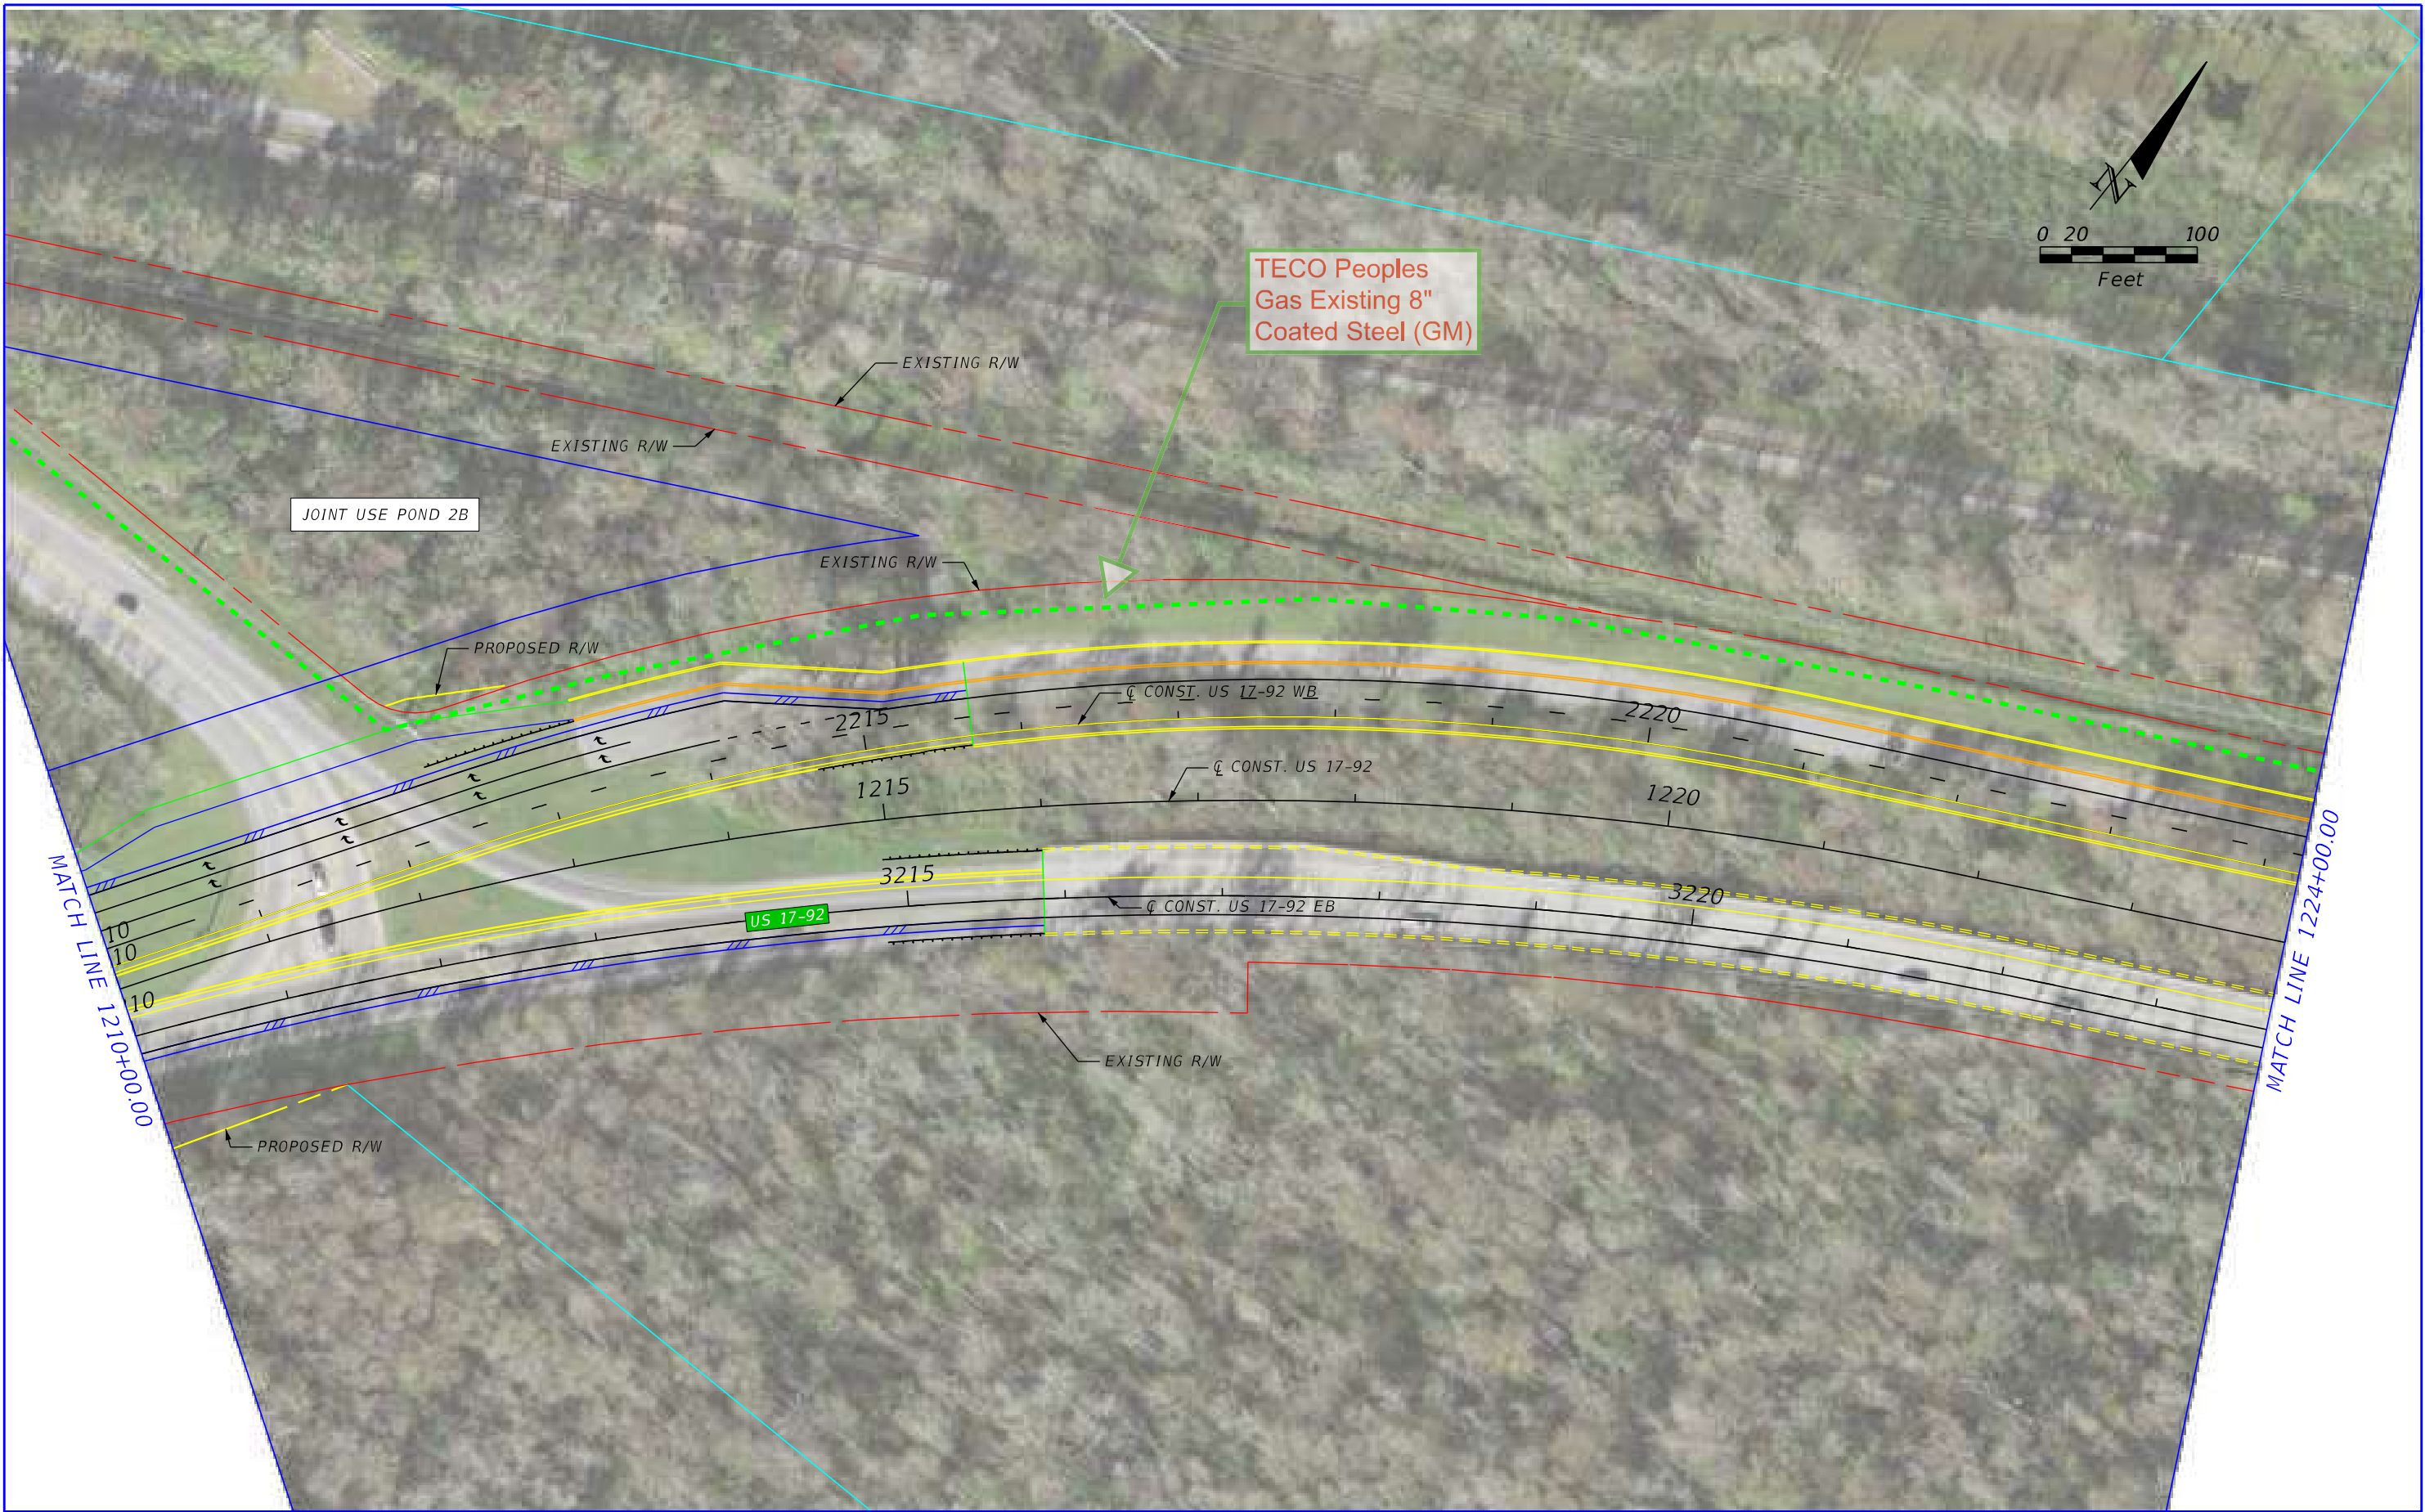 N
0 20 100
Feet
TECO Peoples
Gas Existing 8"
Coated Steel (GM)
EXISTING R/W
EXISTING R/W
JOINT USE POND 2B
EXISTING R/W
PROPOSED R/W
℄ CONST. US 17-92 WB
2215
2220
℄ CONST. US 17-92
1215
1220
3215
3220
US 17-92
℄ CONST. US 17-92 EB
10
10
10
MATCH LINE 1210+00.00
MATCH LINE 1224+00.00
EXISTING R/W
PROPOSED R/W